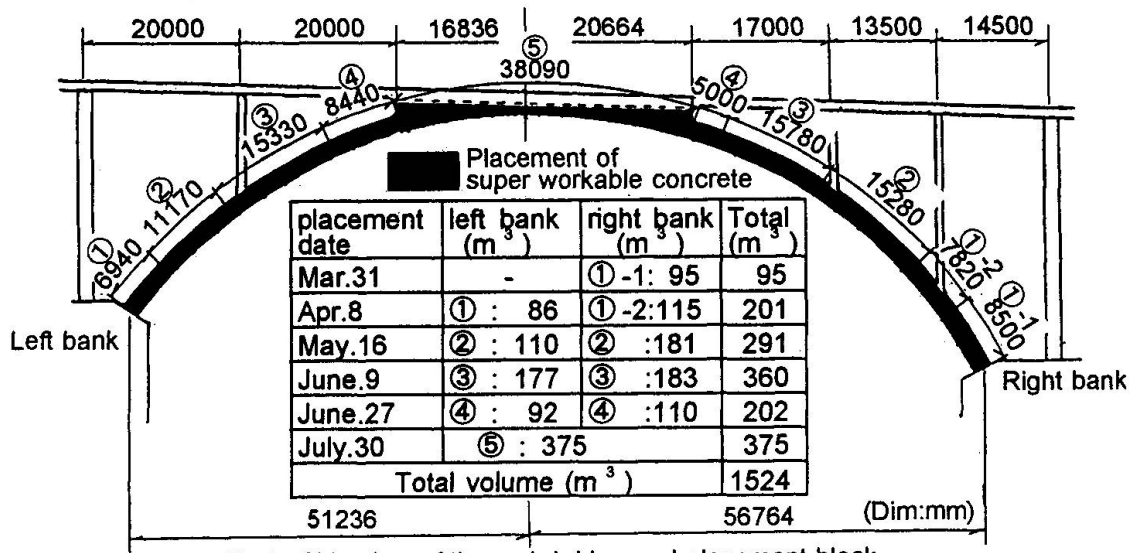 20000 20000 16836 20664 17000 13500 14500
⑤
38090
④
8440
④
5000
③
15330
③
15780
②
11170
②
15280
①
6940
①-2
7820
①-1
8500
Placement of
super workable concrete
placement date left bank (m³) right bank (m³) Total (m³)
Mar.31 - ①-1: 95 95
Apr.8 ① : 86 ①-2:115 201
May.16 ② : 110 ② :181 291
June.9 ③ : 177 ③ :183 360
June.27 ④ : 92 ④ :110 202
July.30 ⑤ : 375 375
Total volume (m³) 1524
Left bank
Right bank
51236 56764 (Dim:mm)